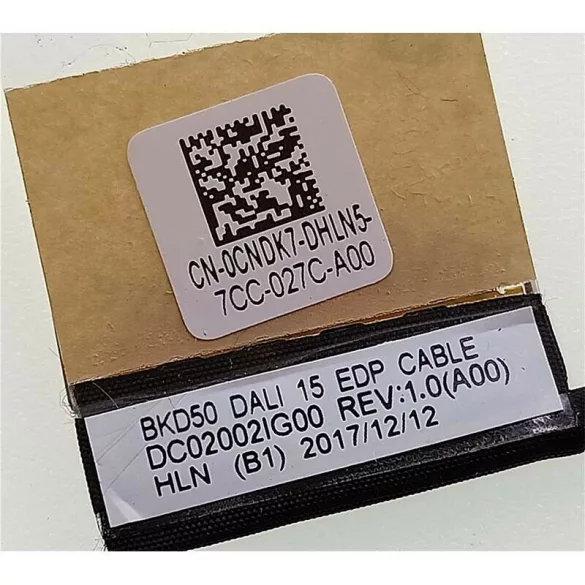 CN-0CNDK7-DHLN5-
7CC-027C-A00
BKD50 DALI 15 EDP CABLE
DC02002IG00 REV:1.0(A00)
HLN (B1) 2017/12/12